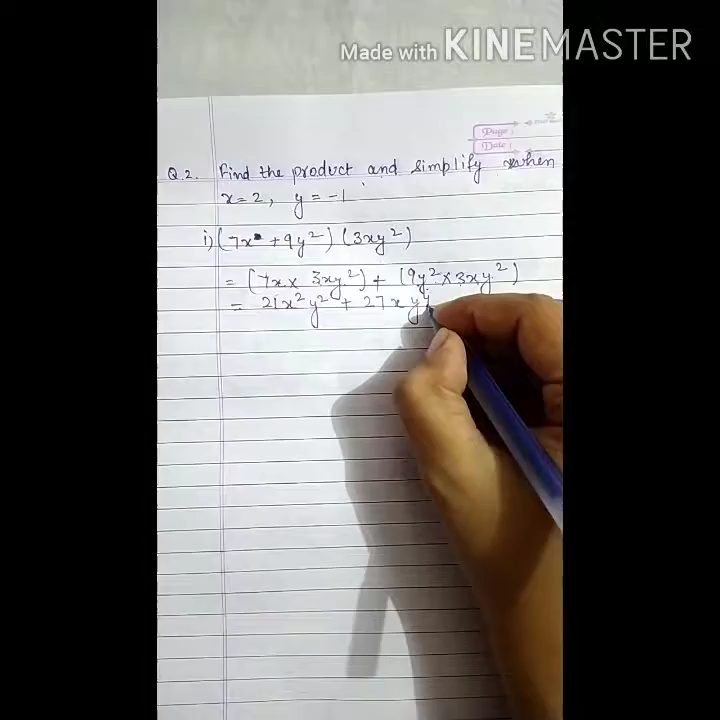 Made with KINEMASTER
Page:
Date:
Q.2. Find the product and simplify when
x = 2, y = -1
i) (7x + 9y²) (3xy²)
= (7x × 3xy²) + (9y² × 3xy²)
= 21x²y² + 27xy